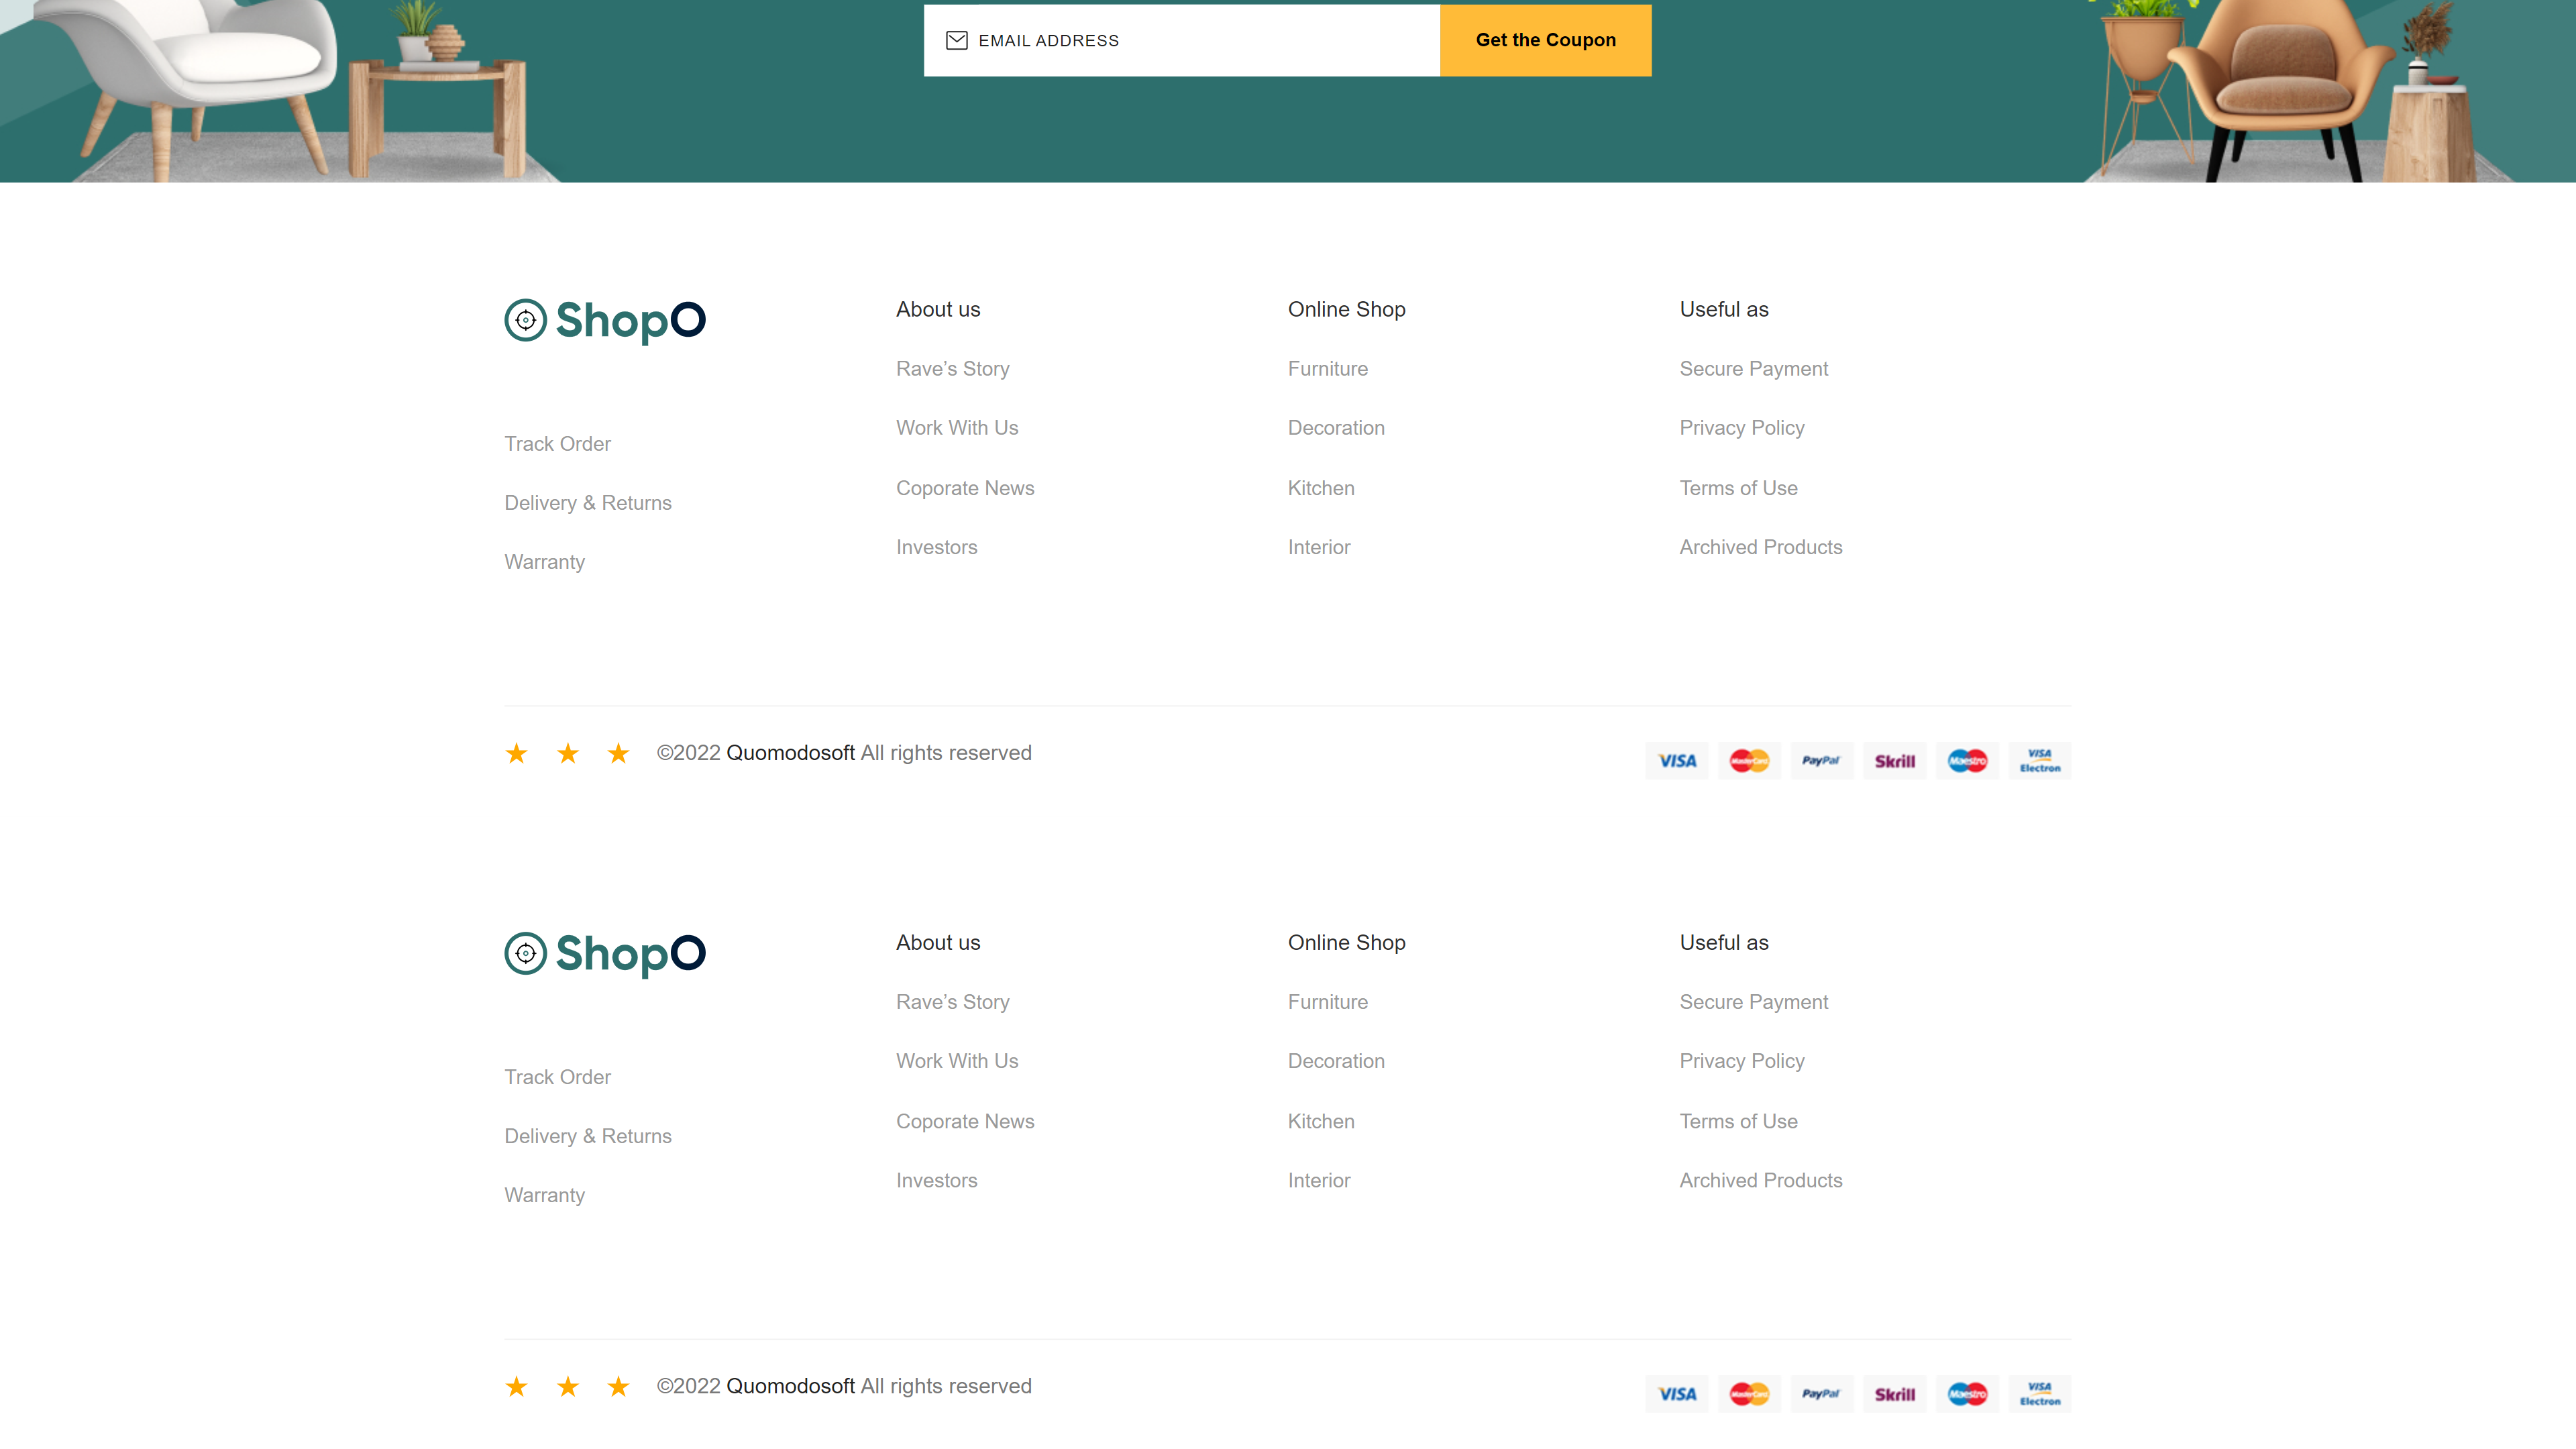 EMAIL ADDRESS
Get the Coupon
ShopO
Track Order
Delivery & Returns
Warranty
About us
Rave’s Story
Work With Us
Coporate News
Investors
Online Shop
Furniture
Decoration
Kitchen
Interior
Useful as
Secure Payment
Privacy Policy
Terms of Use
Archived Products
©2022 Quomodosoft All rights reserved
VISA
MasterCard
PayPal
Skrill
Maestro
VISA
Electron
ShopO
Track Order
Delivery & Returns
Warranty
About us
Rave’s Story
Work With Us
Coporate News
Investors
Online Shop
Furniture
Decoration
Kitchen
Interior
Useful as
Secure Payment
Privacy Policy
Terms of Use
Archived Products
©2022 Quomodosoft All rights reserved
VISA
MasterCard
PayPal
Skrill
Maestro
VISA
Electron